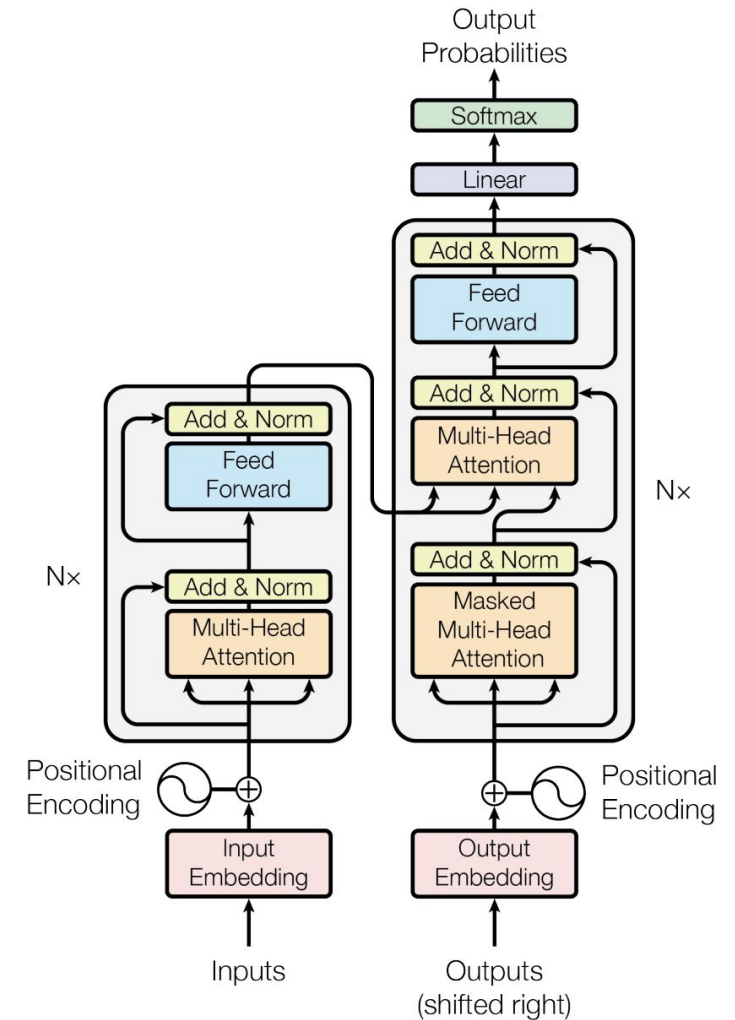 Output
Probabilities
Softmax
Linear
Add & Norm
Feed
Forward
Add & Norm
Multi-Head
Attention
Add & Norm
Masked
Multi-Head
Attention
N×
Add & Norm
Feed
Forward
Add & Norm
Multi-Head
Attention
N×
Positional
Encoding
Input
Embedding
Inputs
Positional
Encoding
Output
Embedding
Outputs
(shifted right)